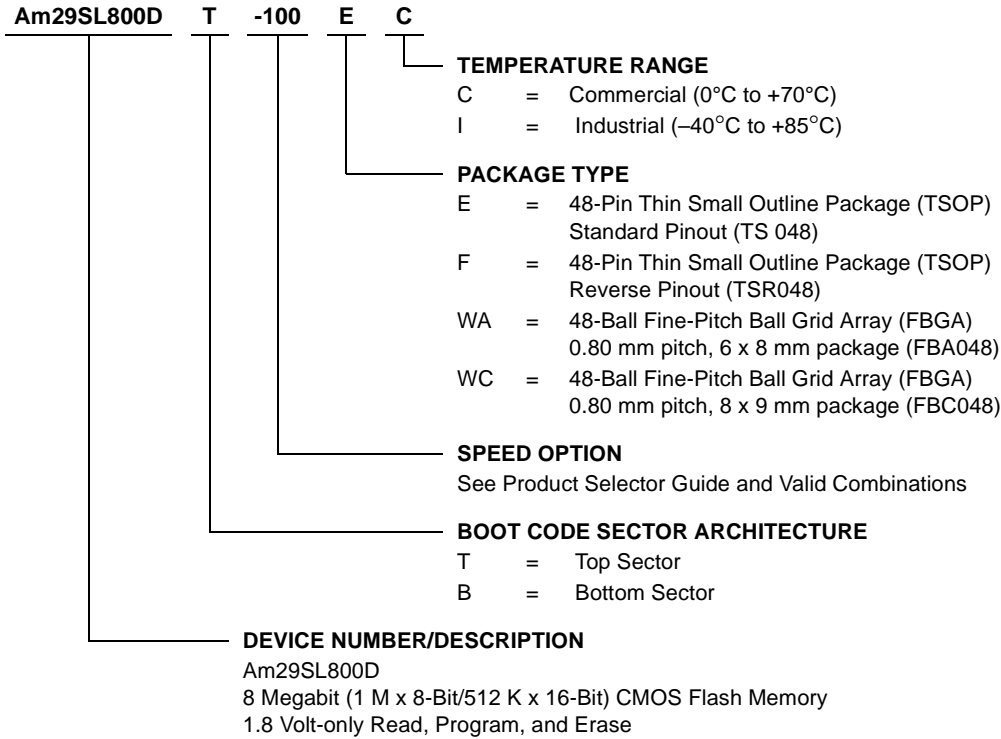 Am29SL800D T -100 E C
TEMPERATURE RANGE
C = Commercial (0°C to +70°C)
I = Industrial (–40°C to +85°C)
PACKAGE TYPE
E = 48-Pin Thin Small Outline Package (TSOP)
Standard Pinout (TS 048)
F = 48-Pin Thin Small Outline Package (TSOP)
Reverse Pinout (TSR048)
WA = 48-Ball Fine-Pitch Ball Grid Array (FBGA)
0.80 mm pitch, 6 x 8 mm package (FBA048)
WC = 48-Ball Fine-Pitch Ball Grid Array (FBGA)
0.80 mm pitch, 8 x 9 mm package (FBC048)
SPEED OPTION
See Product Selector Guide and Valid Combinations
BOOT CODE SECTOR ARCHITECTURE
T = Top Sector
B = Bottom Sector
DEVICE NUMBER/DESCRIPTION
Am29SL800D
8 Megabit (1 M x 8-Bit/512 K x 16-Bit) CMOS Flash Memory
1.8 Volt-only Read, Program, and Erase